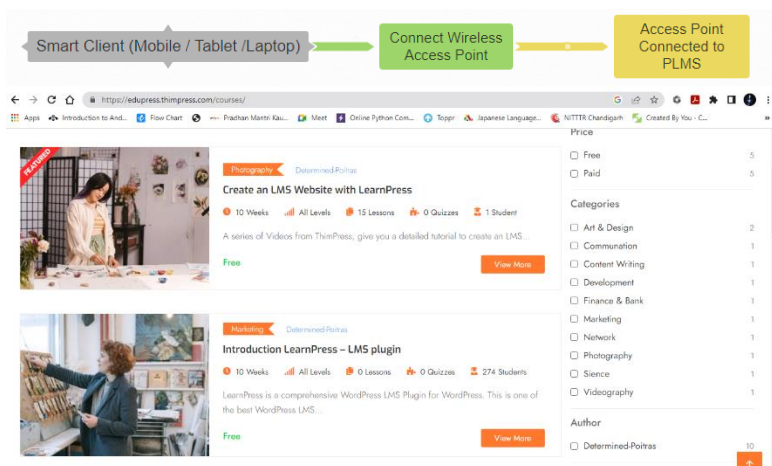 Smart Client (Mobile / Tablet /Laptop)
Connect Wireless
Access Point
Access Point
Connected to
PLMS
https://edupress.thimpress.com/courses/
Apps Introduction to And... Flow Chart Pradhan Mantri Kau... Meet Online Python Com... Toppr Japanese Language... NITTTR Chandigarh Created By You - C...
FEATURED
Photography Determined-Poitras
Create an LMS Website with LearnPress
10 Weeks All Levels 15 Lessons 0 Quizzes 1 Student
A series of Videos from ThimPress, give you a detailed tutorial to create an LMS...
Free View More
Marketing Determined-Poitras
Introduction LearnPress – LMS plugin
10 Weeks All Levels 0 Lessons 0 Quizzes 274 Students
LearnPress is a comprehensive WordPress LMS Plugin for WordPress. This is one of
the best WordPress LMS...
Free View More
Price
Free 5
Paid 5
Categories
Art & Design 2
Communation 1
Content Writing 1
Development 1
Finance & Bank 1
Marketing 1
Network 1
Photography 1
Sience 1
Videography 1
Author
Determined-Poitras 10